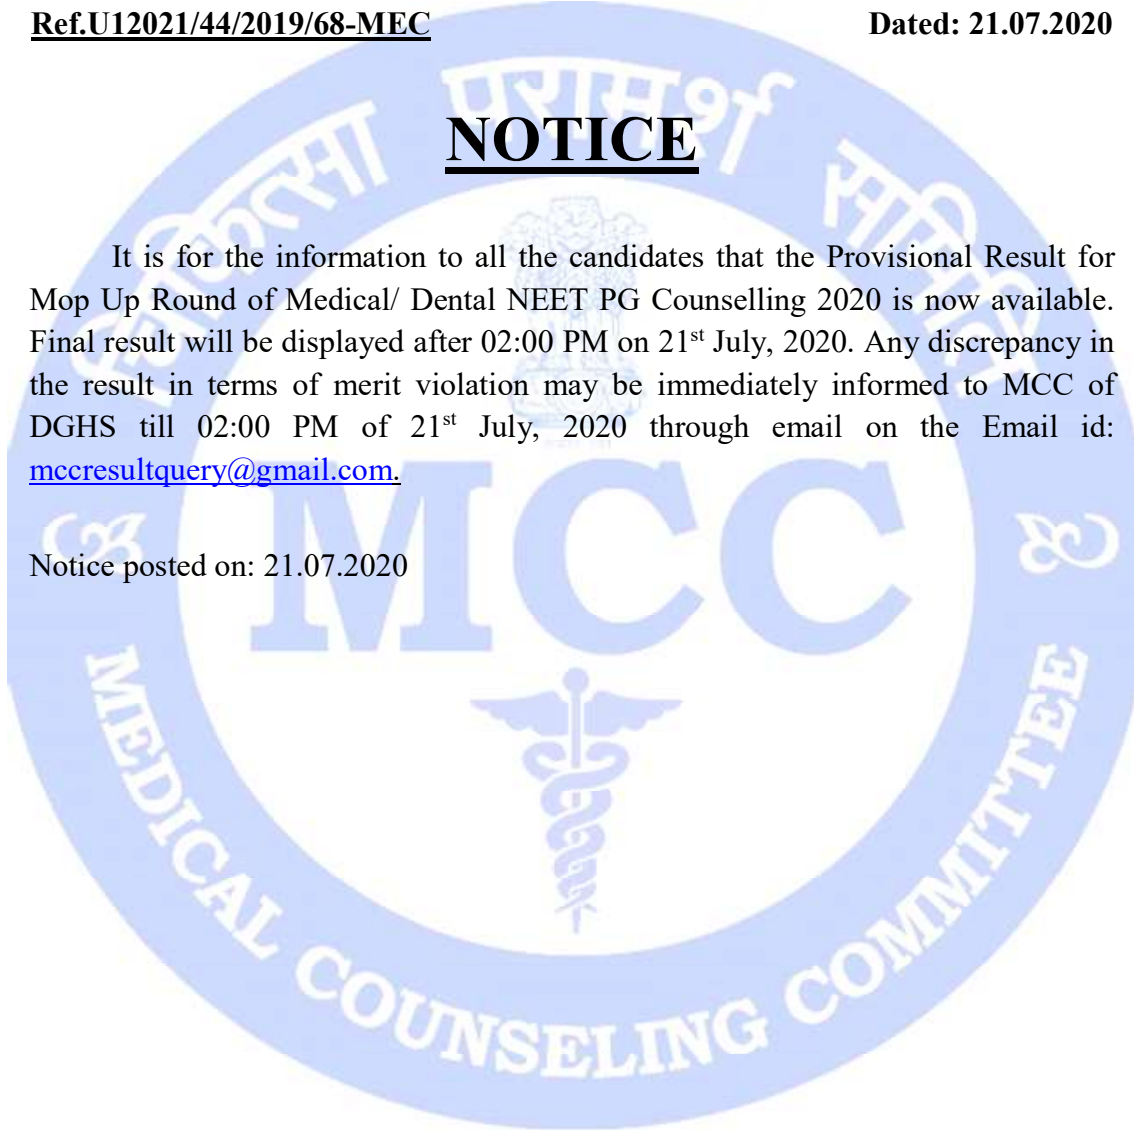 Ref.U12021/44/2019/68-MEC Dated: 21.07.2020
NOTICE
It is for the information to all the candidates that the Provisional Result for
Mop Up Round of Medical/ Dental NEET PG Counselling 2020 is now available.
Final result will be displayed after 02:00 PM on 21st July, 2020. Any discrepancy in
the result in terms of merit violation may be immediately informed to MCC of
DGHS till 02:00 PM of 21st July, 2020 through email on the Email id:
mccresultquery@gmail.com.
Notice posted on: 21.07.2020
चिकित्सा परामर्श समिति
MCC
MEDICAL COUNSELING COMMITTEE